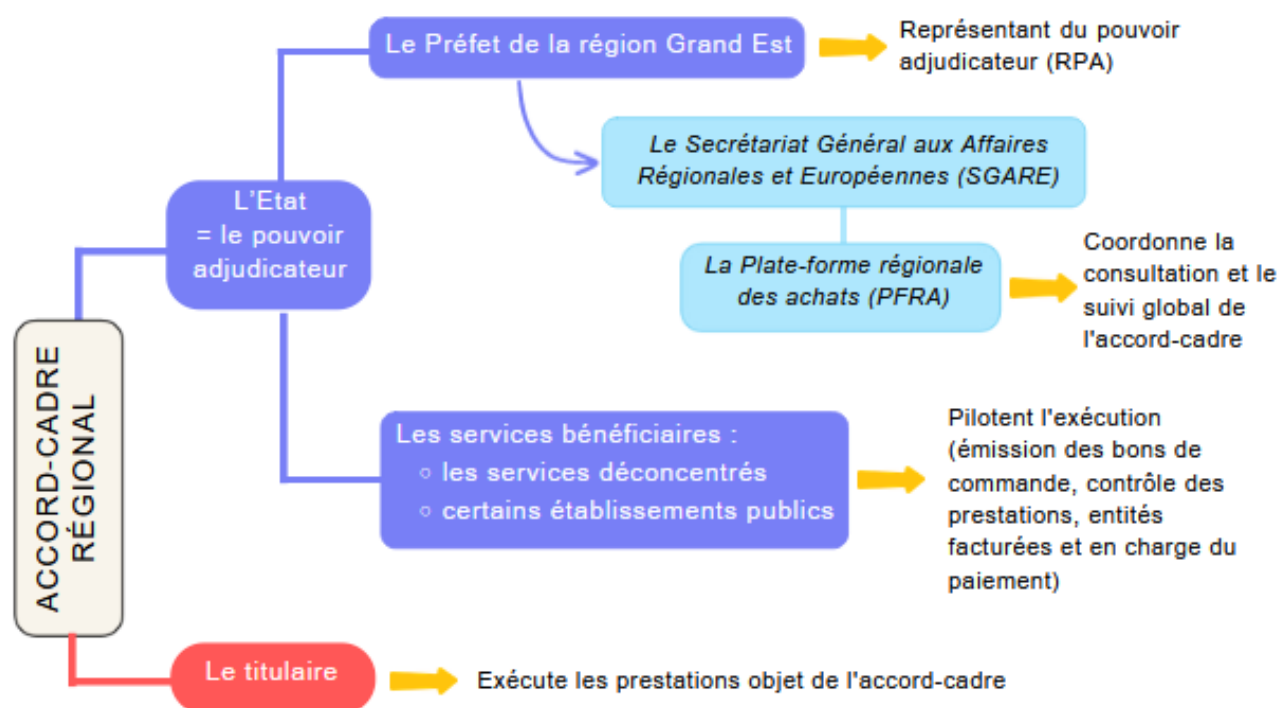 Le Préfet de la région Grand Est
Représentant du pouvoir
adjudicateur (RPA)
Le Secrétariat Général aux Affaires
Régionales et Européennes (SGARE)
L'Etat
= le pouvoir
adjudicateur
La Plate-forme régionale
des achats (PFRA)
Coordonne la
consultation et le
suivi global de
l'accord-cadre
ACCORD-CADRE
RÉGIONAL
Les services bénéficiaires :
○ les services déconcentrés
○ certains établissements publics
Pilotent l'exécution
(émission des bons de
commande, contrôle des
prestations, entités
facturées et en charge du
paiement)
Le titulaire
Exécute les prestations objet de l'accord-cadre